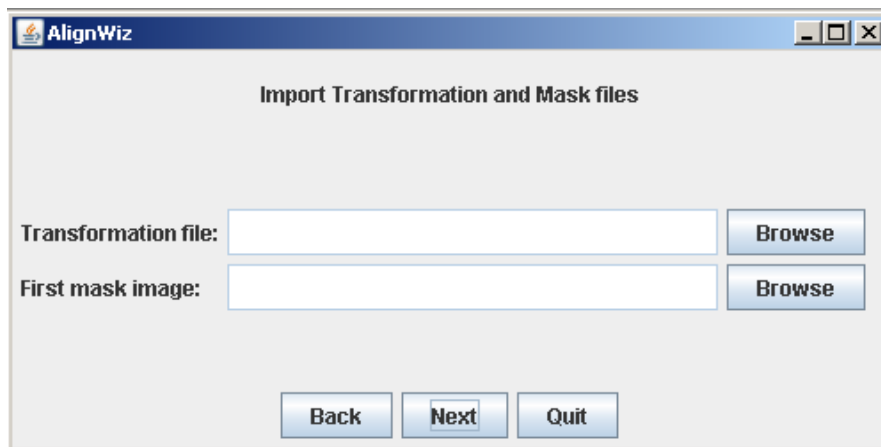 AlignWiz
Import Transformation and Mask files
Transformation file: Browse
First mask image: Browse
Back Next Quit